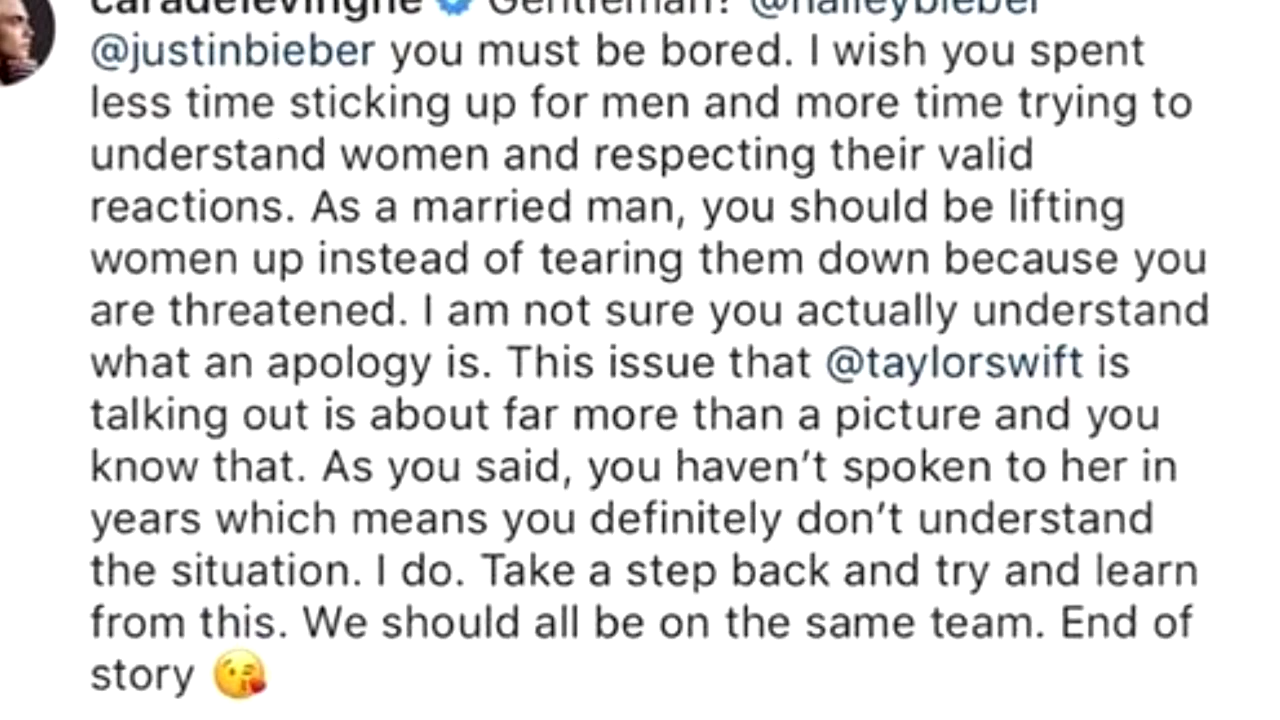 caradelevingne Gentleman? @haileybieber
@justinbieber you must be bored. I wish you spent
less time sticking up for men and more time trying to
understand women and respecting their valid
reactions. As a married man, you should be lifting
women up instead of tearing them down because you
are threatened. I am not sure you actually understand
what an apology is. This issue that @taylorswift is
talking out is about far more than a picture and you
know that. As you said, you haven’t spoken to her in
years which means you definitely don’t understand
the situation. I do. Take a step back and try and learn
from this. We should all be on the same team. End of
story 😘